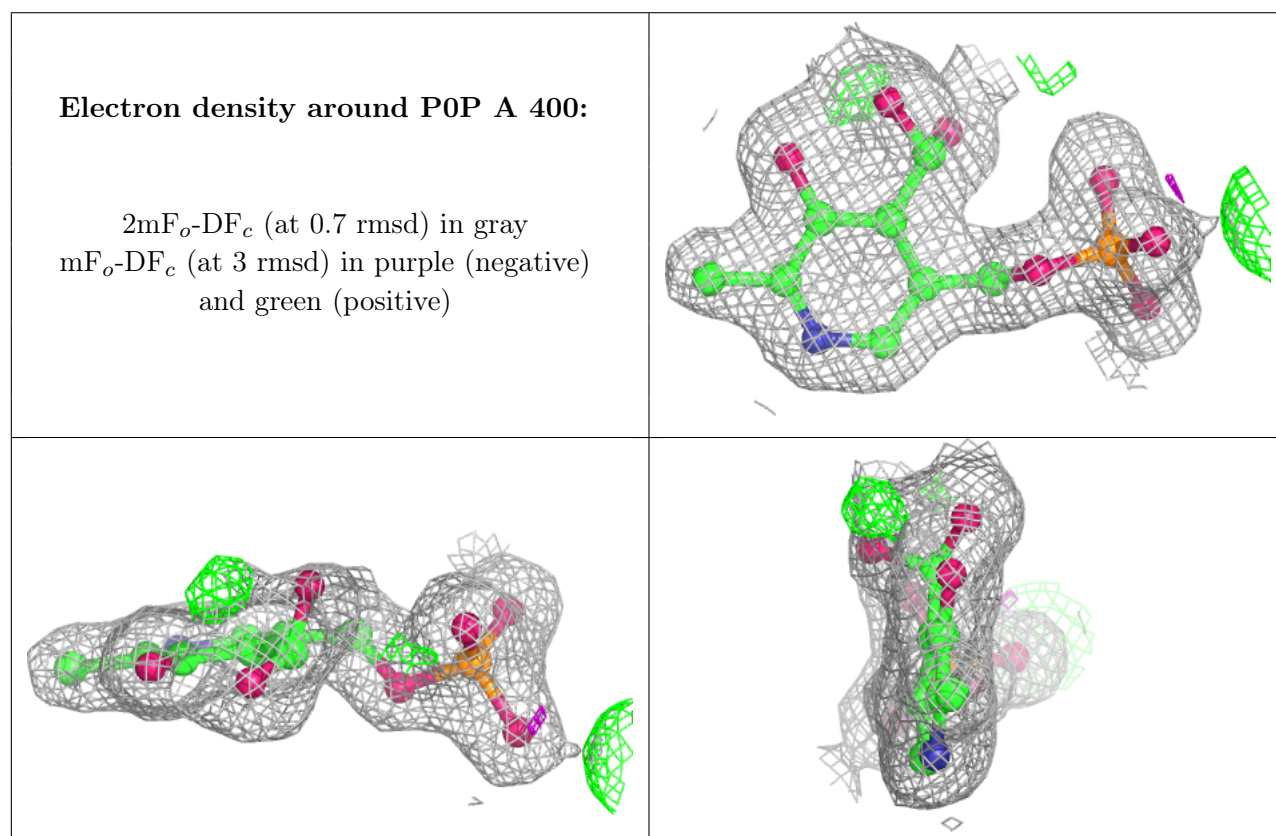 Electron density around P0P A 400:
2mFo-DFc (at 0.7 rmsd) in gray
mFo-DFc (at 3 rmsd) in purple (negative)
and green (positive)